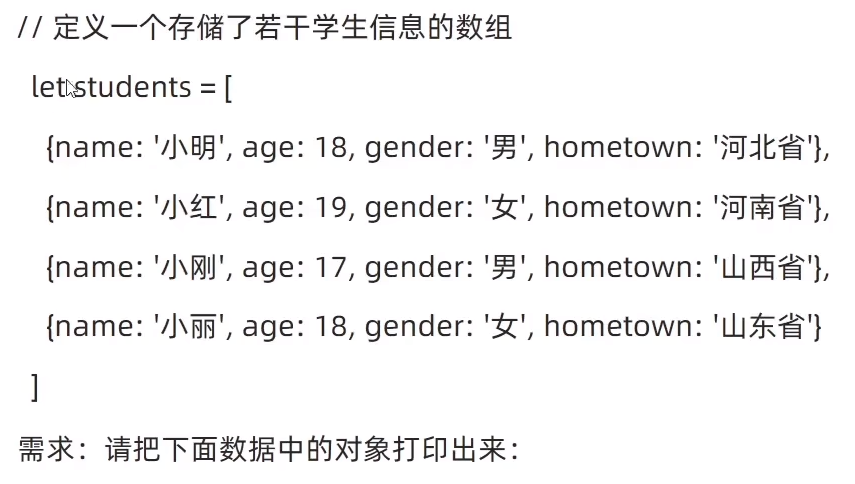 // 定义一个存储了若干学生信息的数组
let students = [
{name: '小明', age: 18, gender: '男', hometown: '河北省'},
{name: '小红', age: 19, gender: '女', hometown: '河南省'},
{name: '小刚', age: 17, gender: '男', hometown: '山西省'},
{name: '小丽', age: 18, gender: '女', hometown: '山东省'}
]
需求：请把下面数据中的对象打印出来：